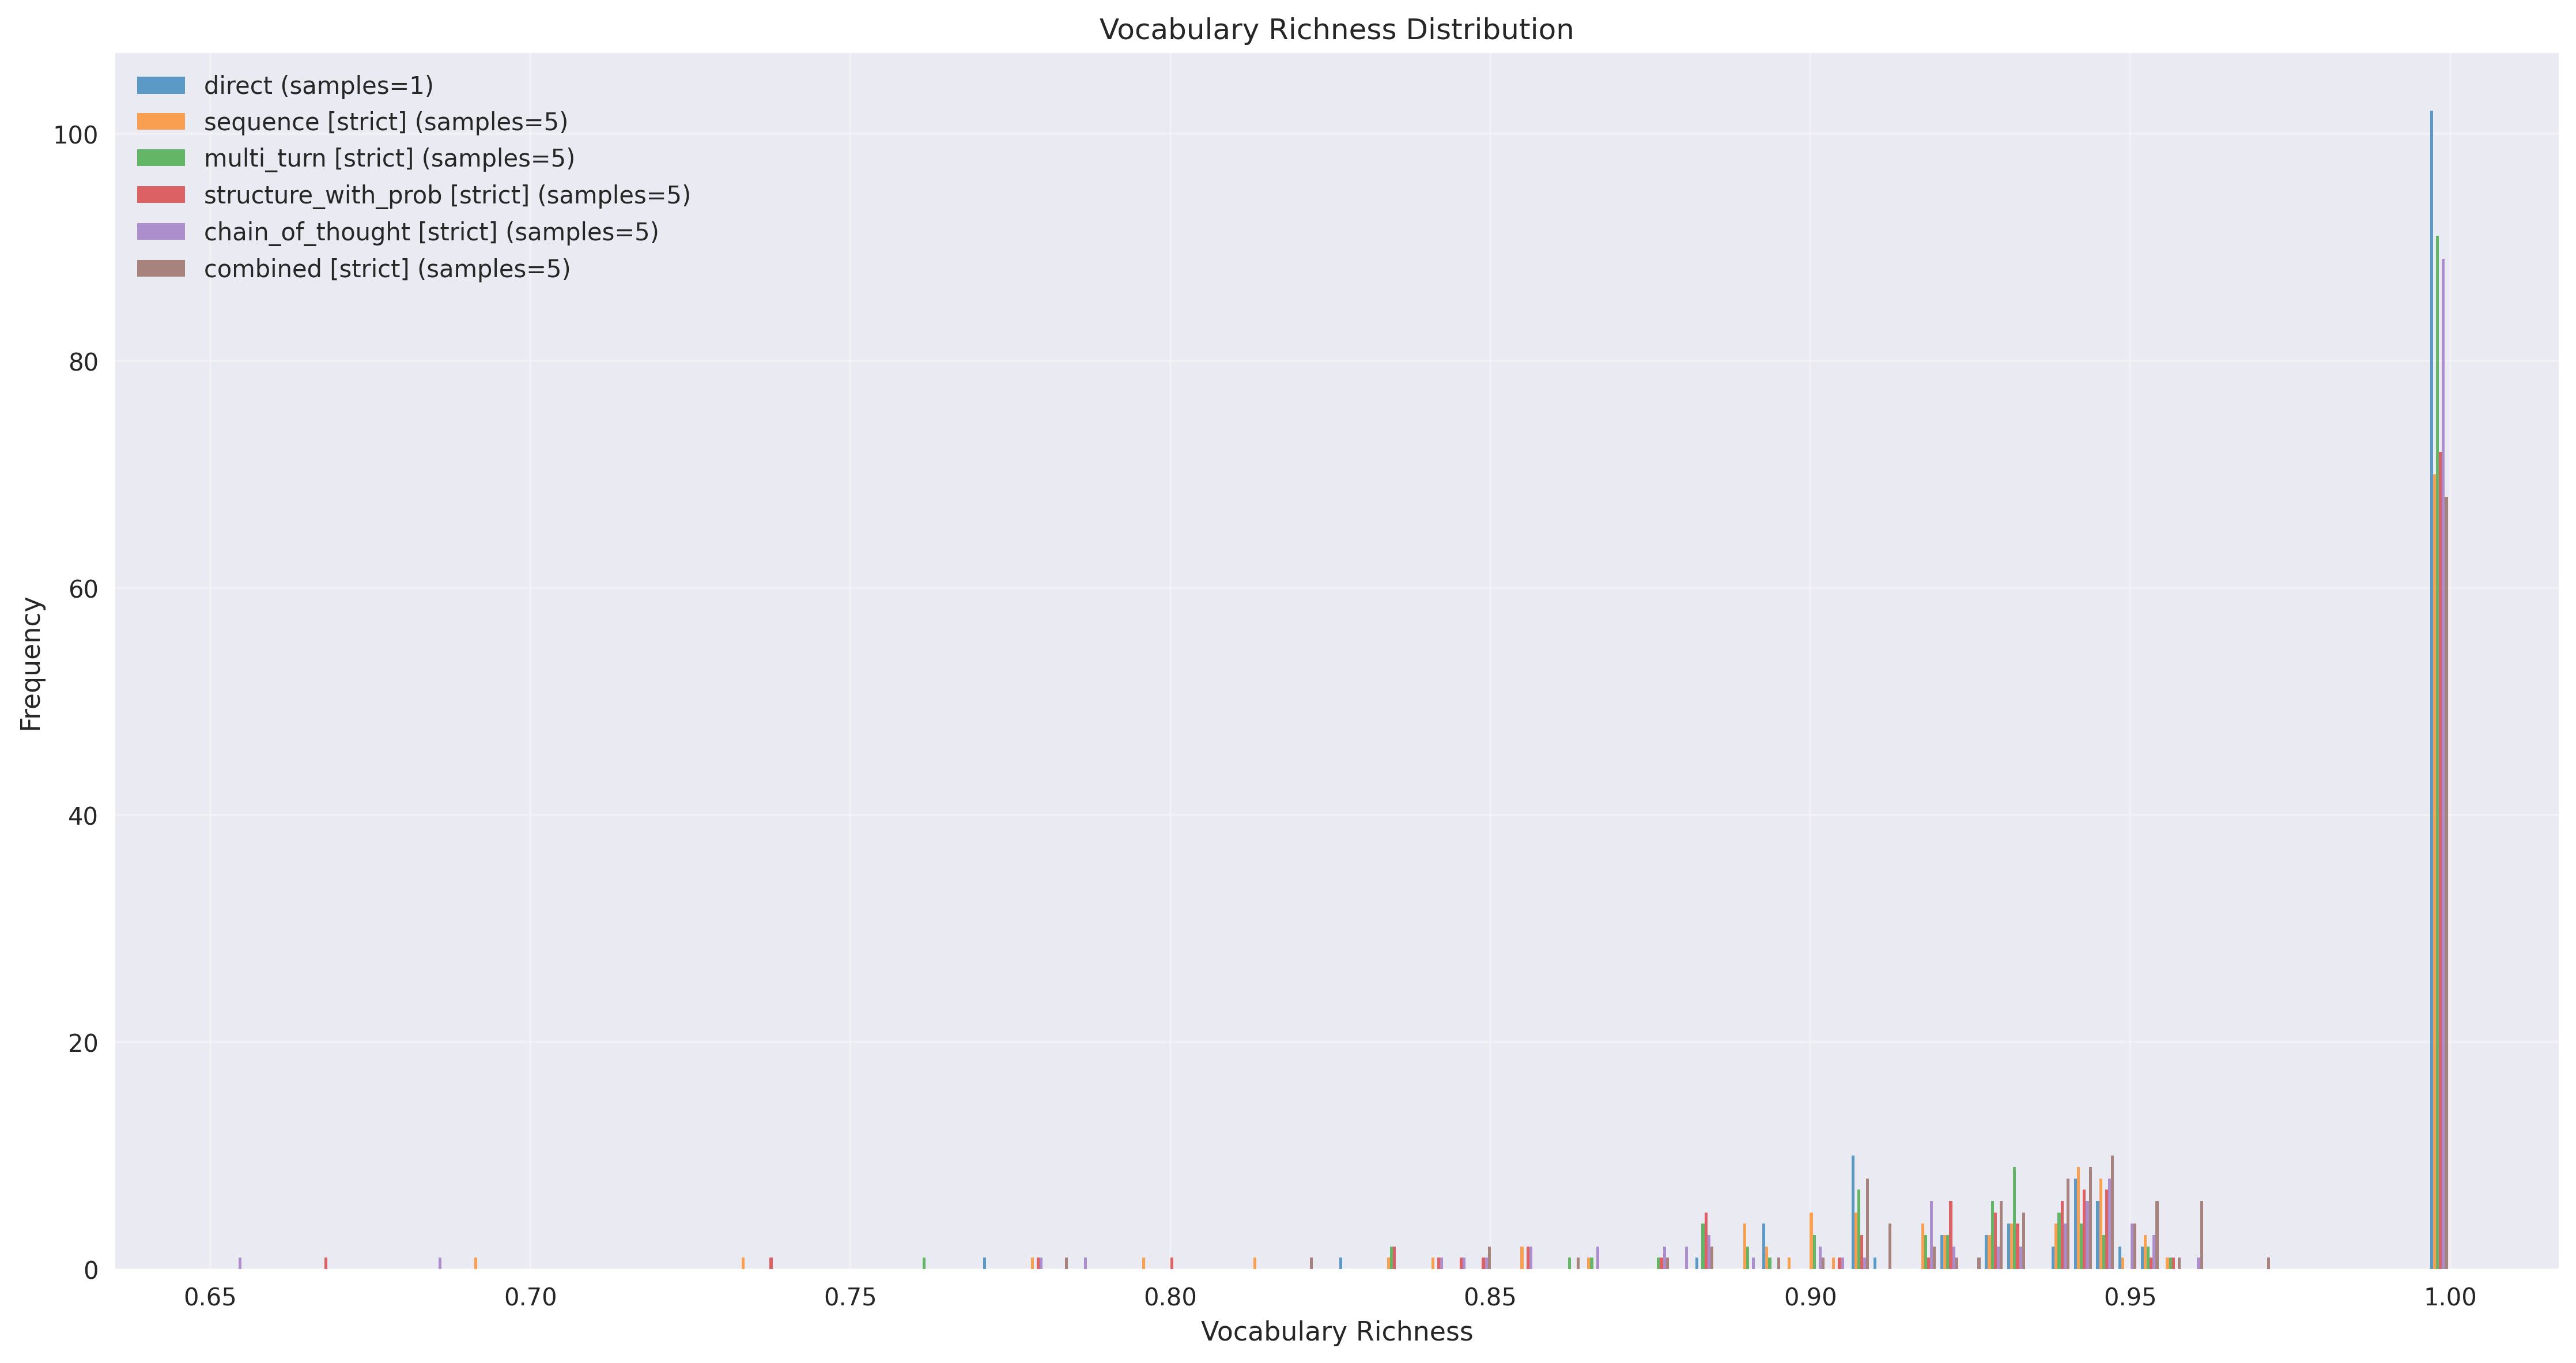 Vocabulary Richness Distribution
direct (samples=1)
sequence [strict] (samples=5)
multi_turn [strict] (samples=5)
structure_with_prob [strict] (samples=5)
chain_of_thought [strict] (samples=5)
combined [strict] (samples=5)
100
80
60
40
20
0
Frequency
0.65 0.70 0.75 0.80 0.85 0.90 0.95 1.00
Vocabulary Richness